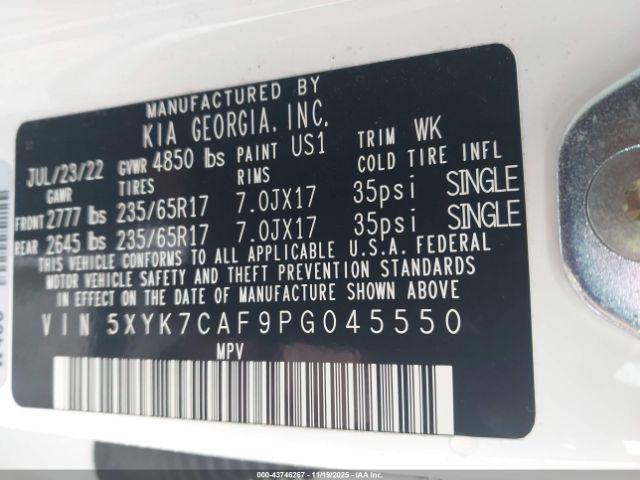 MANUFACTURED BY
KIA GEORGIA, INC.
JUL/23/22 GVWR 4850 lbs PAINT US1 TRIM WK
GAWR TIRES RIMS COLD TIRE INFL
FRONT 2777 lbs 235/65R17 7.0JX17 35psi SINGLE
REAR 2645 lbs 235/65R17 7.0JX17 35psi SINGLE
THIS VEHICLE CONFORMS TO ALL APPLICABLE U.S.A. FEDERAL
MOTOR VEHICLE SAFETY AND THEFT PREVENTION STANDARDS
IN EFFECT ON THE DATE OF MANUFACTURE SHOWN ABOVE.
VIN 5XYK7CAF9PG045550
MPV
© - 43746267 - 11/19/2025 - IAAI.COM